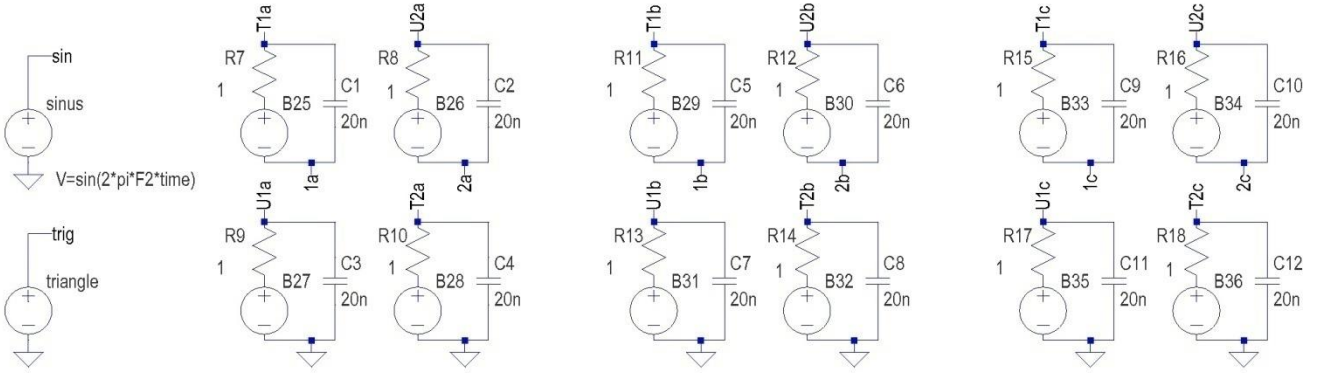 T1a U2a T1b U2b T1c U2c
sin R7 R8 R11 R12 R15 R16
sinus 1 B25 C1 20n 1 B26 C2 20n 1 B29 C5 20n 1 B30 C6 20n 1 B33 C9 20n 1 B34 C10 20n
V=sin(2*pi*F2*time) 1a 2a 1b 2b 1c 2c
U1a T2a U1b T2b U1c T2c
trig R9 R10 R13 R14 R17 R18
triangle 1 B27 C3 20n 1 B28 C4 20n 1 B31 C7 20n 1 B32 C8 20n 1 B35 C11 20n 1 B36 C12 20n